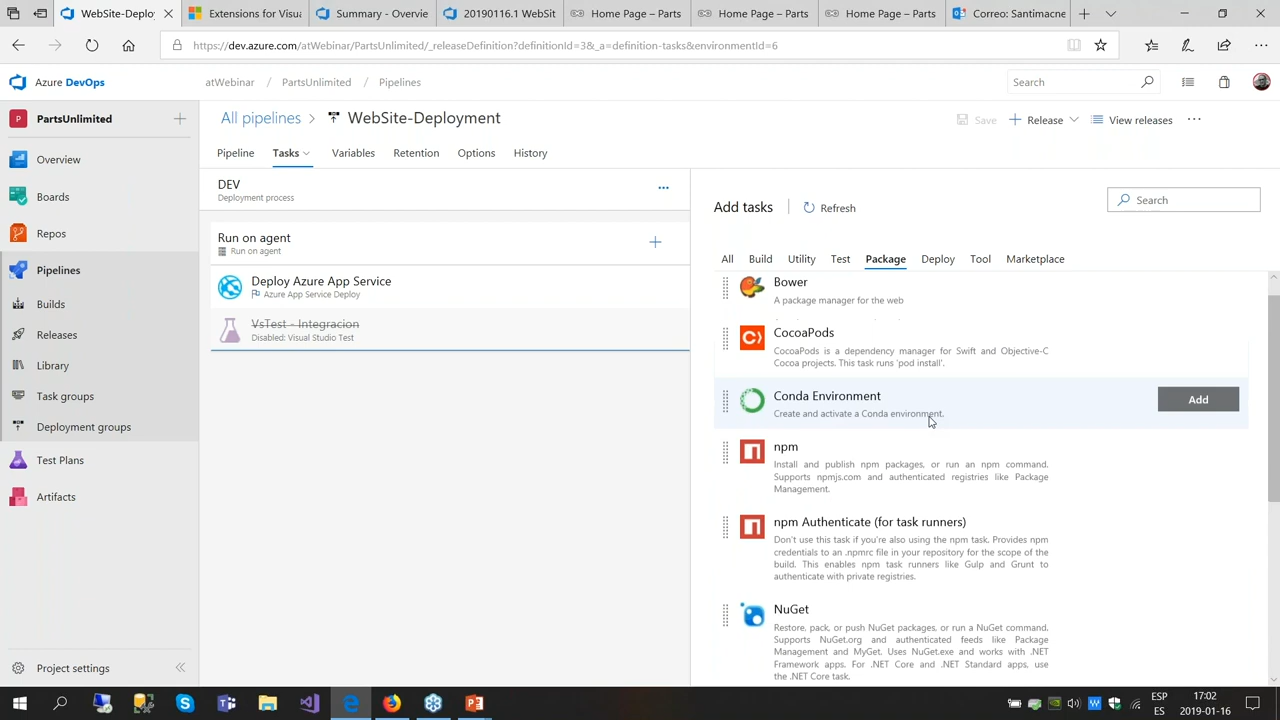 WebSite-Deploy
Pipelines for Visual
Summary - Overvie
20190116.1 WebSit
Home Page - Parts
Home Page - Parts
Home Page - Parts
Correo: Santimacne
https://dev.azure.com/atWebinar/PartsUnlimited/_releaseDefinition?definitionId=3&_a=definition-tasks&environmentId=6
Azure DevOps
atWebinar / PartsUnlimited / Pipelines
Search
P
PartsUnlimited
All pipelines > WebSite-Deployment
Save
Release
View releases
Pipeline
Tasks
Variables
Retention
Options
History
Overview
Boards
Repos
Pipelines
Builds
Releases
Library
Task groups
Deployment groups
Test Plans
Artifacts
Project settings
DEV
Deployment process
Run on agent
Run on agent
Deploy Azure App Service
Azure App Service Deploy
VsTest - Integracion
Disabled: Visual Studio Test
Add tasks
Refresh
Search
All
Build
Utility
Test
Package
Deploy
Tool
Marketplace
Bower
A package manager for the web
CocoaPods
CocoaPods is a dependency manager for Swift and Objective-C
Cocoa projects. This task runs 'pod install'.
Conda Environment
Create and activate a Conda environment.
Add
npm
Install and publish npm packages, or run an npm command.
Supports npmjs.com and authenticated registries like Package
Management.
npm Authenticate (for task runners)
Don't use this task if you're also using the npm task. Provides npm
credentials to an .npmrc file in your repository for the scope of the
build. This enables npm task runners like Gulp and Grunt to
authenticate with private registries.
NuGet
Restore, pack, or push NuGet packages, or run a NuGet command.
Supports NuGet.org and authenticated feeds like Package
Management and MyGet. Uses NuGet.exe and works with .NET
Framework apps. For .NET Core and .NET Standard apps, use
the .NET Core task.
ESP
ES
17:02
2019-01-16